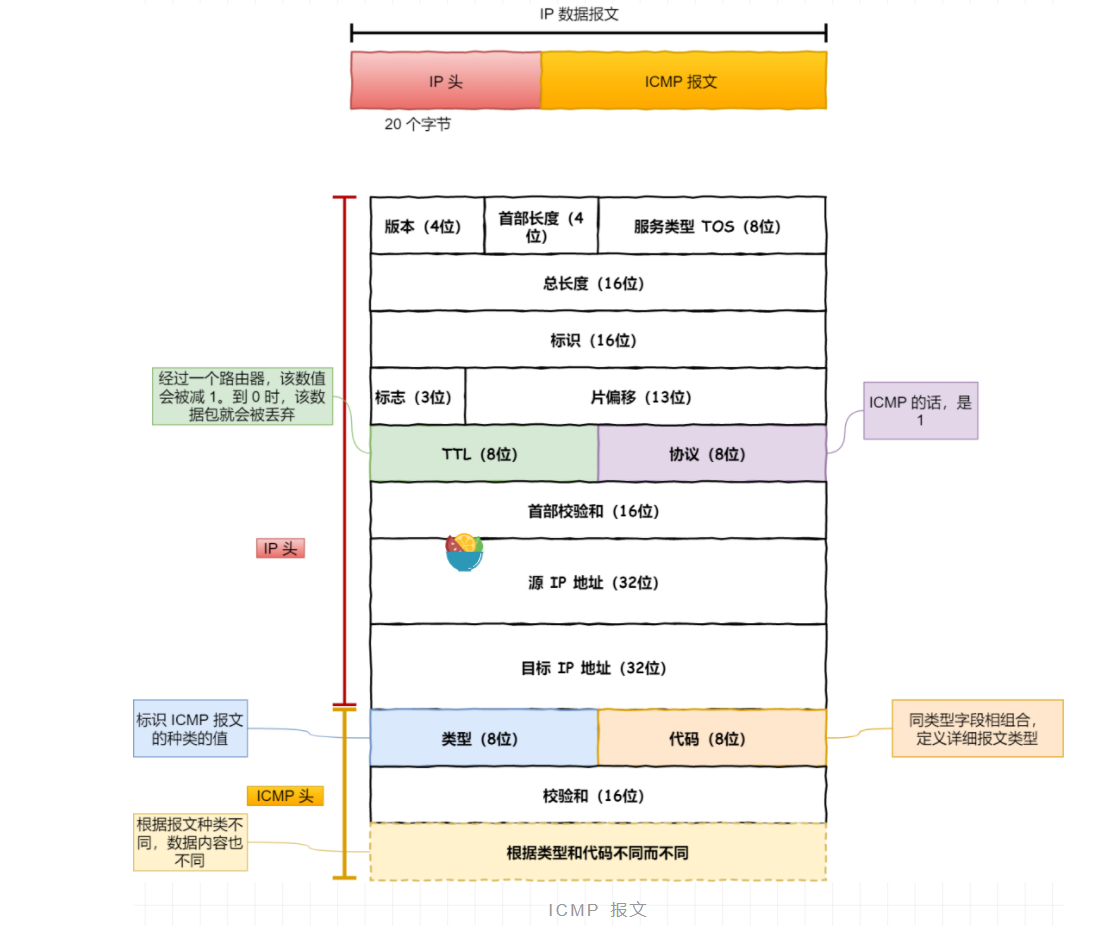 IP 数据报文
IP 头
ICMP 报文
20 个字节
版本（4位）
首部长度（4
位）
服务类型 TOS（8位）
总长度（16位）
标识（16位）
经过一个路由器，该数值
会被减 1。到 0 时，该数
据包就会被丢弃
标志（3位）
片偏移（13位）
ICMP 的话，是
1
TTL（8位）
协议（8位）
首部校验和（16位）
IP 头
源 IP 地址（32位）
目标 IP 地址（32位）
标识 ICMP 报文
的种类的值
类型（8位）
代码（8位）
同类型字段相组合，
定义详细报文类型
ICMP 头
校验和（16位）
根据报文种类不
同，数据内容也
不同
根据类型和代码不同而不同
ICMP 报文